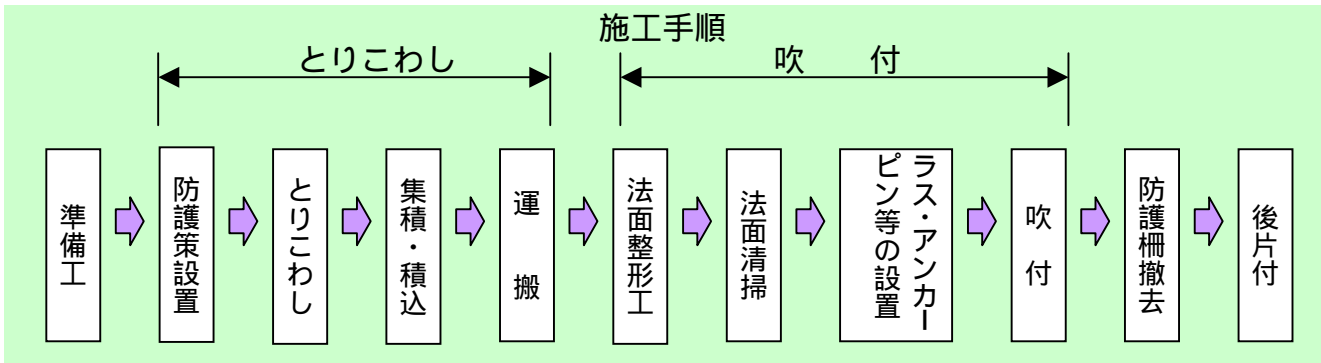 施工手順
とりこわし
吹 付
準備工
防護策設置
とりこわし
集積・積込
運 搬
法面整形工
法面清掃
ラス・アンカー
ピン等の設置
吹 付
防護柵撤去
後片付